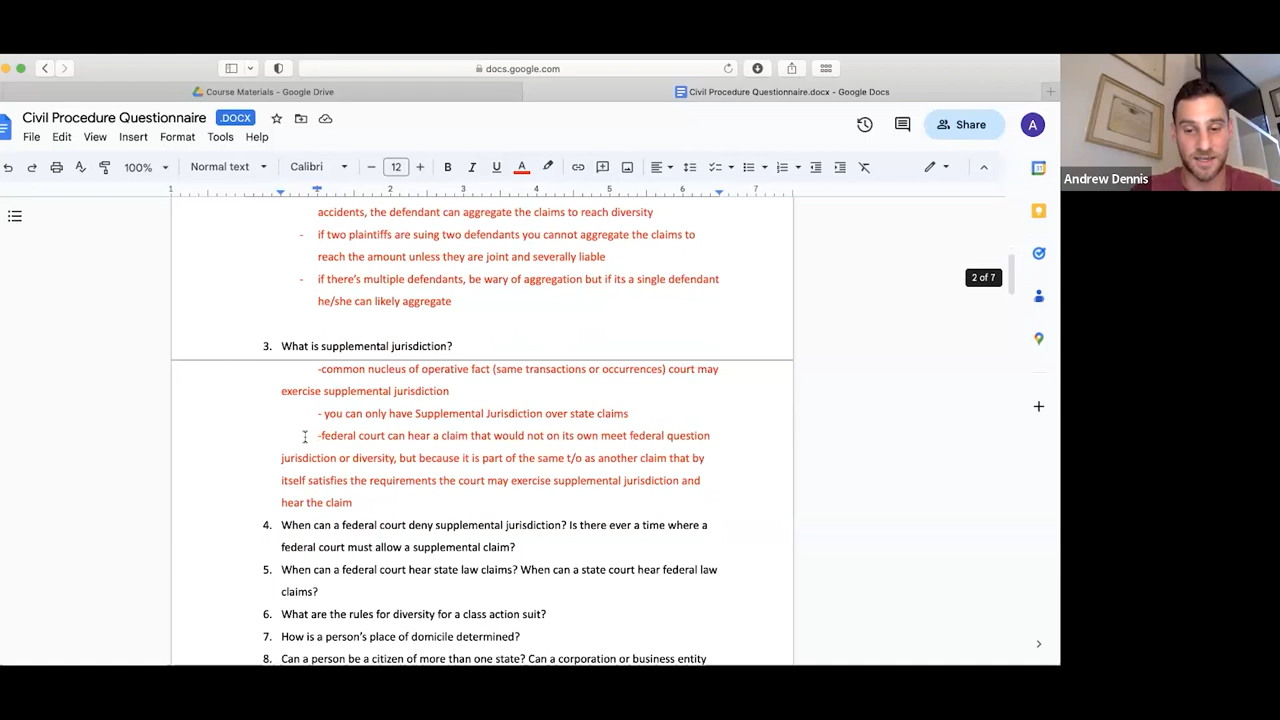 docs.google.com
Course Materials - Google Drive
Civil Procedure Questionnaire.docx - Google Docs
Civil Procedure Questionnaire
.DOCX
File Edit View Insert Format Tools Help
Share
A
100%
Normal text
Calibri
12
B I U A
1 1 2 3 4 5 6 7
Andrew Dennis
accidents, the defendant can aggregate the claims to reach diversity
- if two plaintiffs are suing two defendants you cannot aggregate the claims to
reach the amount unless they are joint and severally liable
- if there's multiple defendants, be wary of aggregation but if its a single defendant
he/she can likely aggregate
2 of 7
3. What is supplemental jurisdiction?
-common nucleus of operative fact (same transactions or occurrences) court may
exercise supplemental jurisdiction
- you can only have Supplemental Jurisdiction over state claims
-federal court can hear a claim that would not on its own meet federal question
jurisdiction or diversity, but because it is part of the same t/o as another claim that by
itself satisfies the requirements the court may exercise supplemental jurisdiction and
hear the claim
4. When can a federal court deny supplemental jurisdiction? Is there ever a time where a
federal court must allow a supplemental claim?
5. When can a federal court hear state law claims? When can a state court hear federal law
claims?
6. What are the rules for diversity for a class action suit?
7. How is a person's place of domicile determined?
8. Can a person be a citizen of more than one state? Can a corporation or business entity